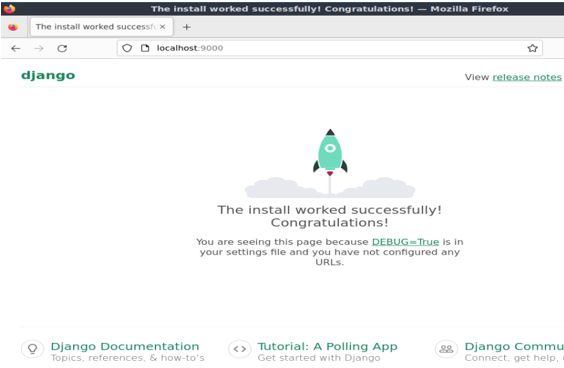 The install worked successfully! Congratulations! — Mozilla Firefox
The install worked successfu
localhost:9000
django
View release notes
The install worked successfully!
Congratulations!
You are seeing this page because DEBUG=True is in
your settings file and you have not configured any
URLs.
Django Documentation
Topics, references, & how-to's
Tutorial: A Polling App
Get started with Django
Django Commu
Connect, get help,